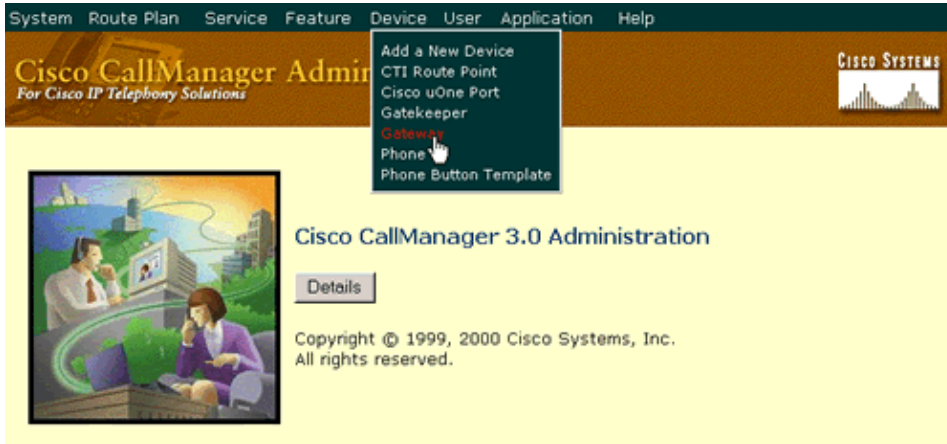 System Route Plan Service Feature Device User Application Help
Cisco CallManager Admin
For Cisco IP Telephony Solutions
Add a New Device
CTI Route Point
Cisco uOne Port
Gatekeeper
Gateway
Phone
Phone Button Template
CISCO SYSTEMS
Cisco CallManager 3.0 Administration
Details
Copyright © 1999, 2000 Cisco Systems, Inc.
All rights reserved.